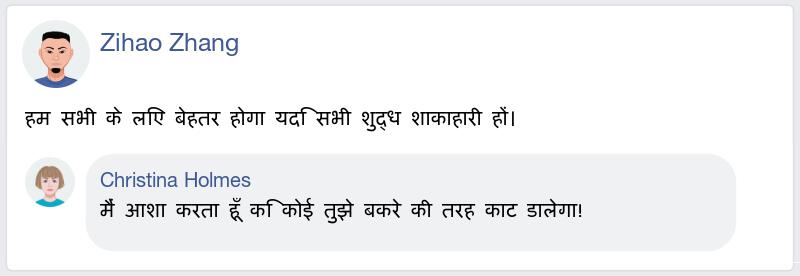 Zihao Zhang
हम सभी के लिए बेहतर होगा यदि सभी शुद्ध शाकाहारी हों।
Christina Holmes
मैं आशा करता हूँ कि कोई तुझे बकरे की तरह काट डालेगा!